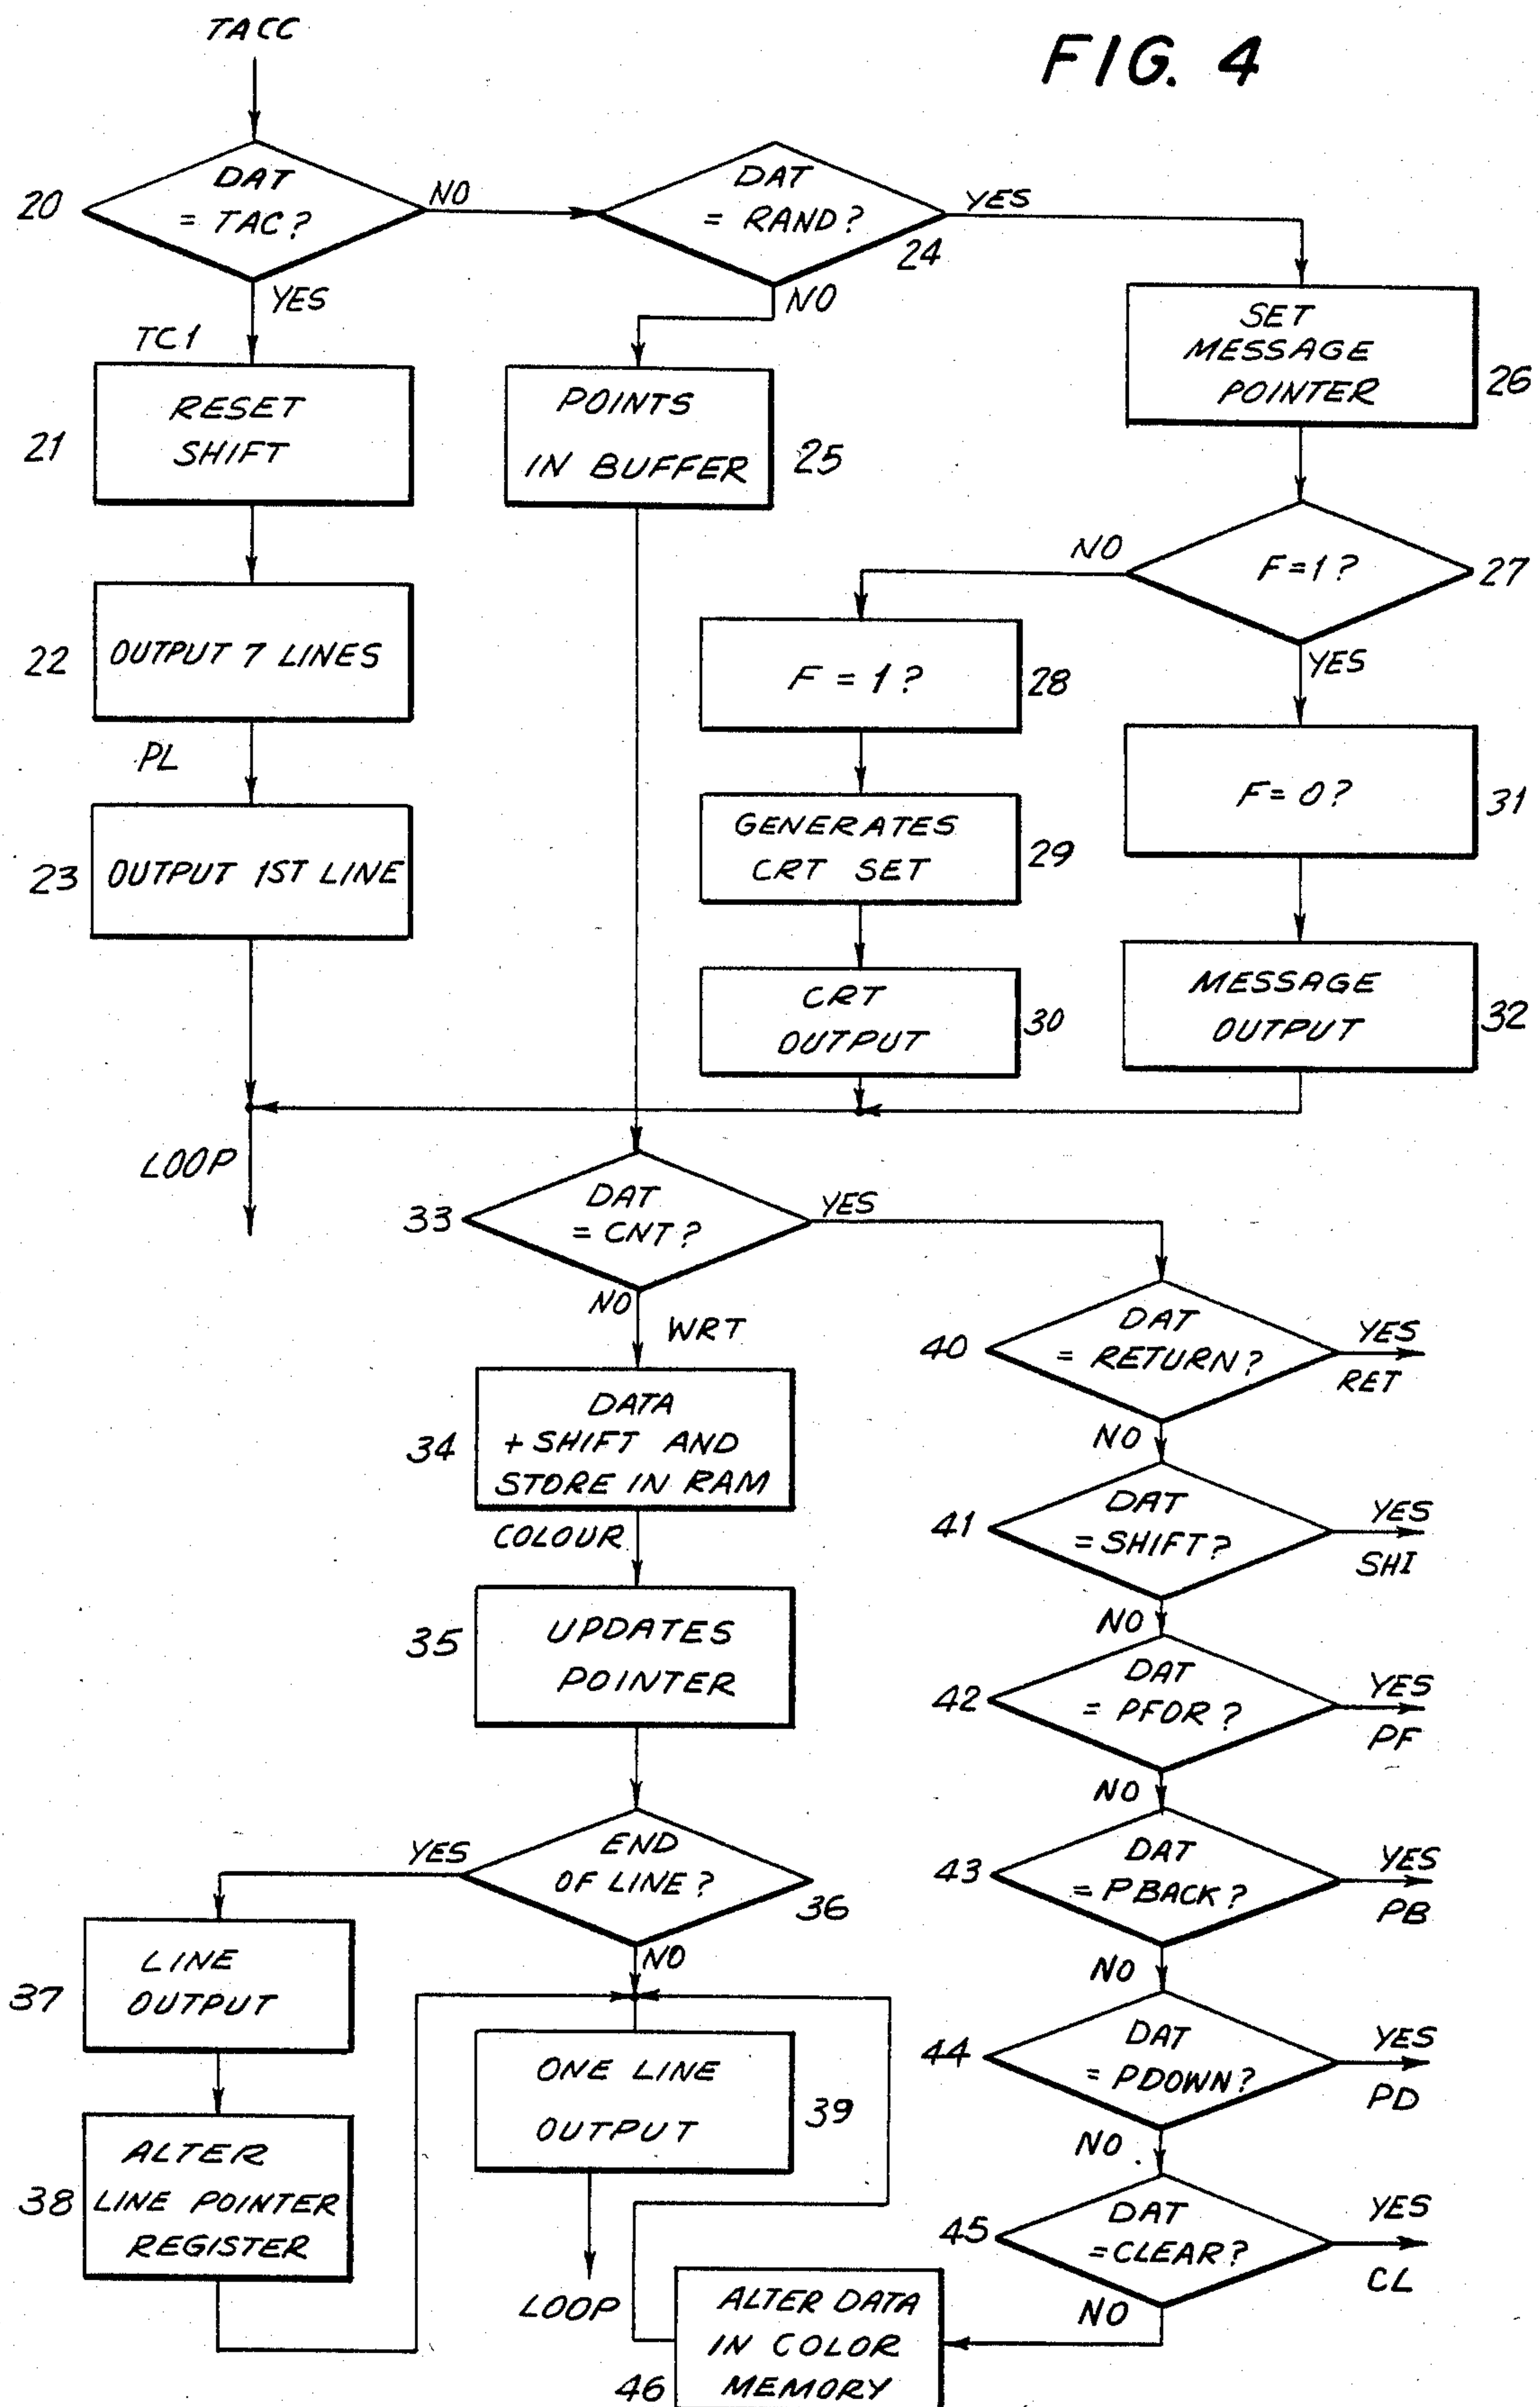 TACC
FIG. 4
20
DAT
= TAC?
NO
DAT
= RAND?
24
YES
YES
NO
TC1
RESET
SHIFT
21
POINTS
IN BUFFER
25
SET
MESSAGE
POINTER
26
OUTPUT 7 LINES
22
NO
F=1?
27
YES
F = 1?
28
PL
OUTPUT 1ST LINE
23
GENERATES
CRT SET
29
F= 0?
31
CRT
OUTPUT
30
MESSAGE
OUTPUT
32
LOOP
33
DAT
= CNT?
YES
NO
WRT
40
DAT
= RETURN?
YES
RET
NO
34
DATA
+ SHIFT AND
STORE IN RAM
COLOUR
41
DAT
=SHIFT?
YES
SHI
NO
35
UPDATES
POINTER
42
DAT
= PFOR?
YES
PF
NO
YES
END
OF LINE?
36
NO
43
DAT
= PBACK?
YES
PB
NO
37
LINE
OUTPUT
ONE LINE
OUTPUT
39
44
DAT
= PDOWN?
YES
PD
NO
38
ALTER
LINE POINTER
REGISTER
LOOP
45
DAT
=CLEAR?
YES
CL
NO
ALTER DATA
IN COLOR
MEMORY
46